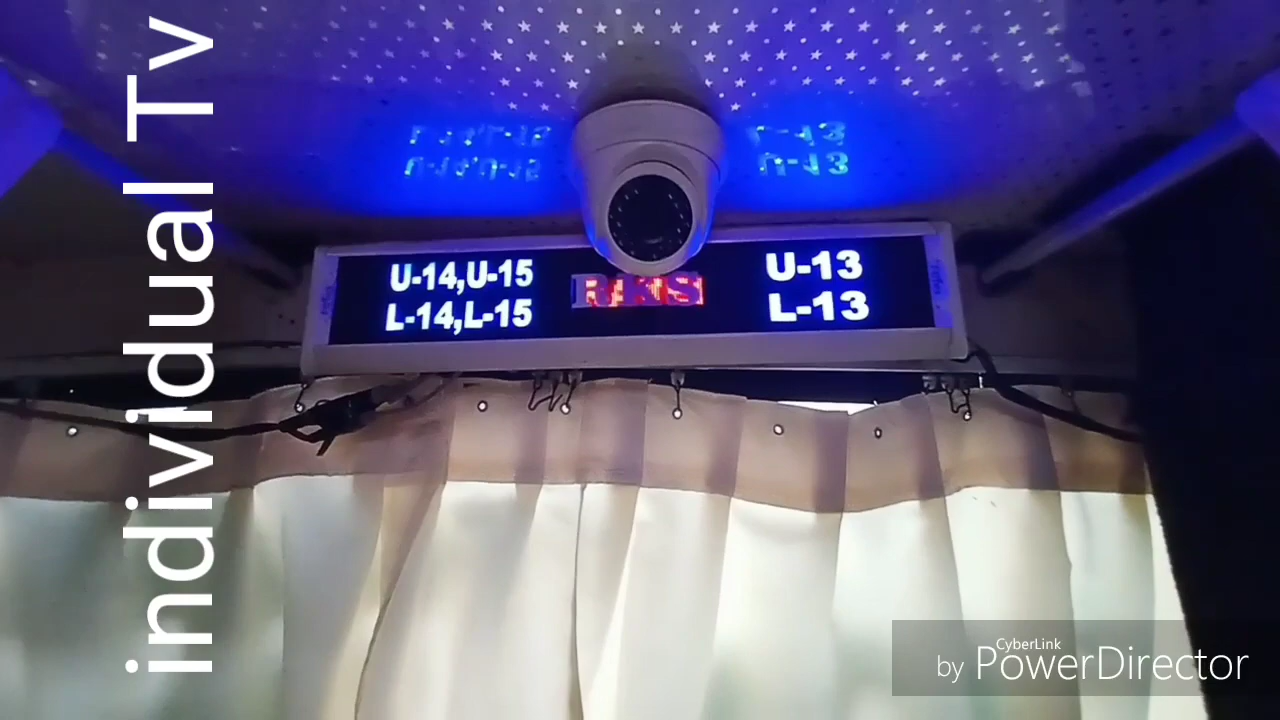 individual Tv
U-14,U-15
L-14,L-15
U-13
L-13
CyberLink
by PowerDirector